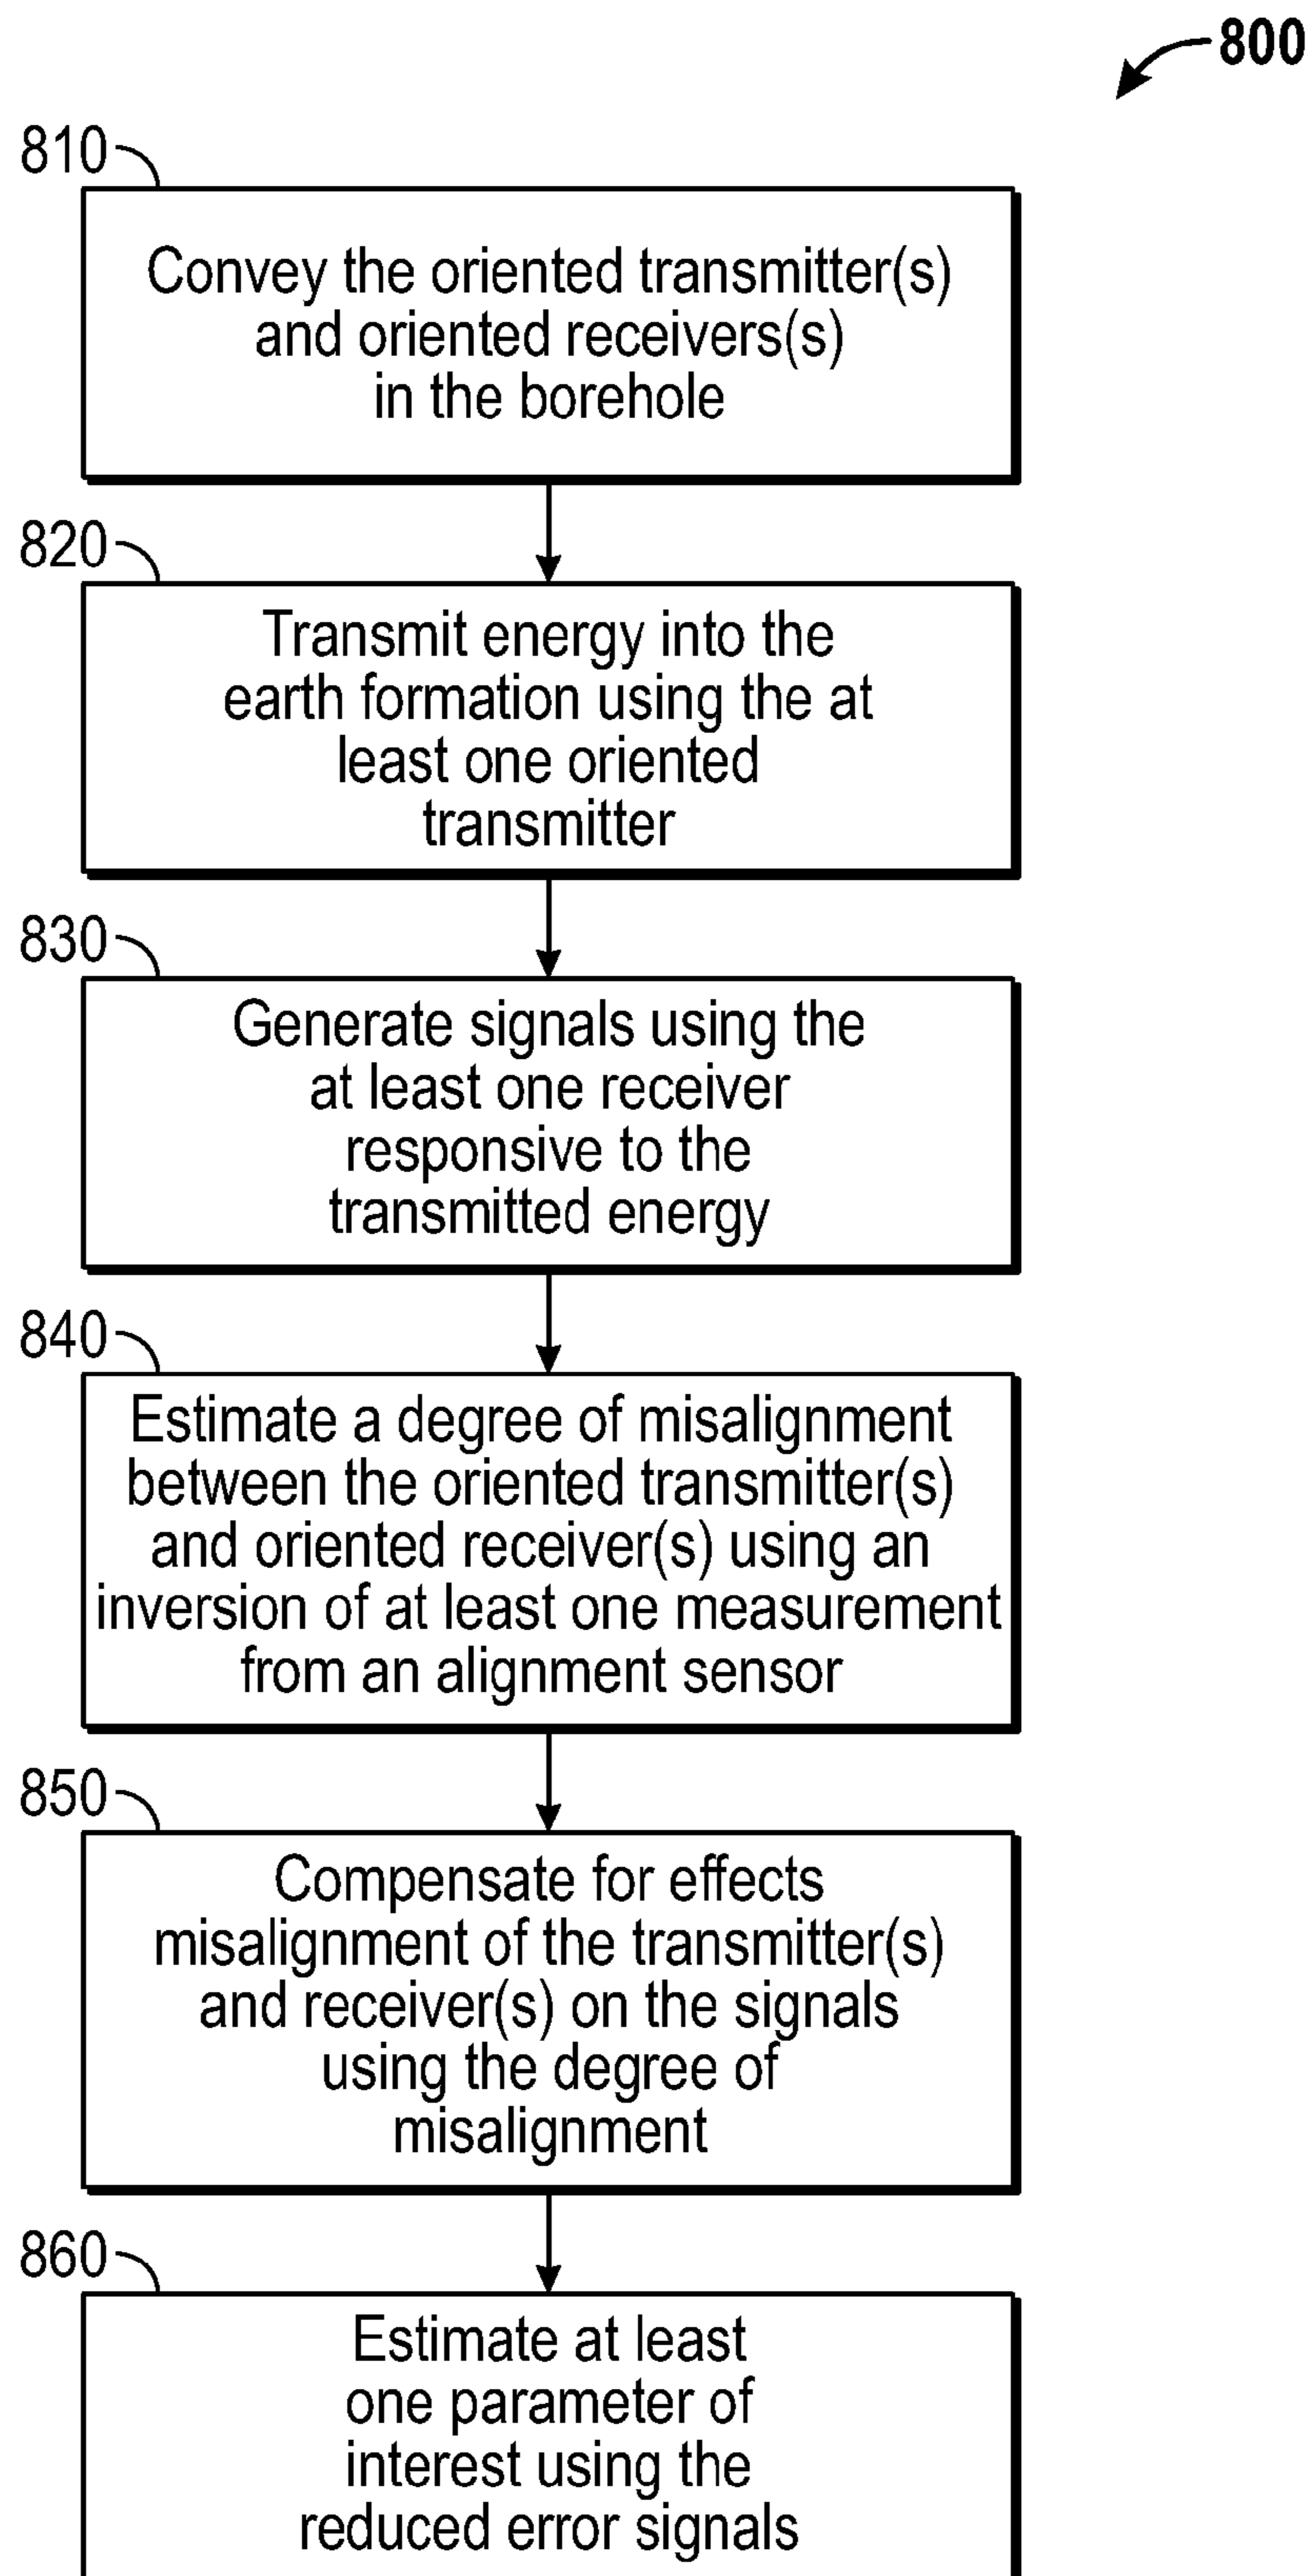 800
810
Convey the oriented transmitter(s)
and oriented receivers(s)
in the borehole
820
Transmit energy into the
earth formation using the at
least one oriented
transmitter
830
Generate signals using the
at least one receiver
responsive to the
transmitted energy
840
Estimate a degree of misalignment
between the oriented transmitter(s)
and oriented receiver(s) using an
inversion of at least one measurement
from an alignment sensor
850
Compensate for effects
misalignment of the transmitter(s)
and receiver(s) on the signals
using the degree of
misalignment
860
Estimate at least
one parameter of
interest using the
reduced error signals